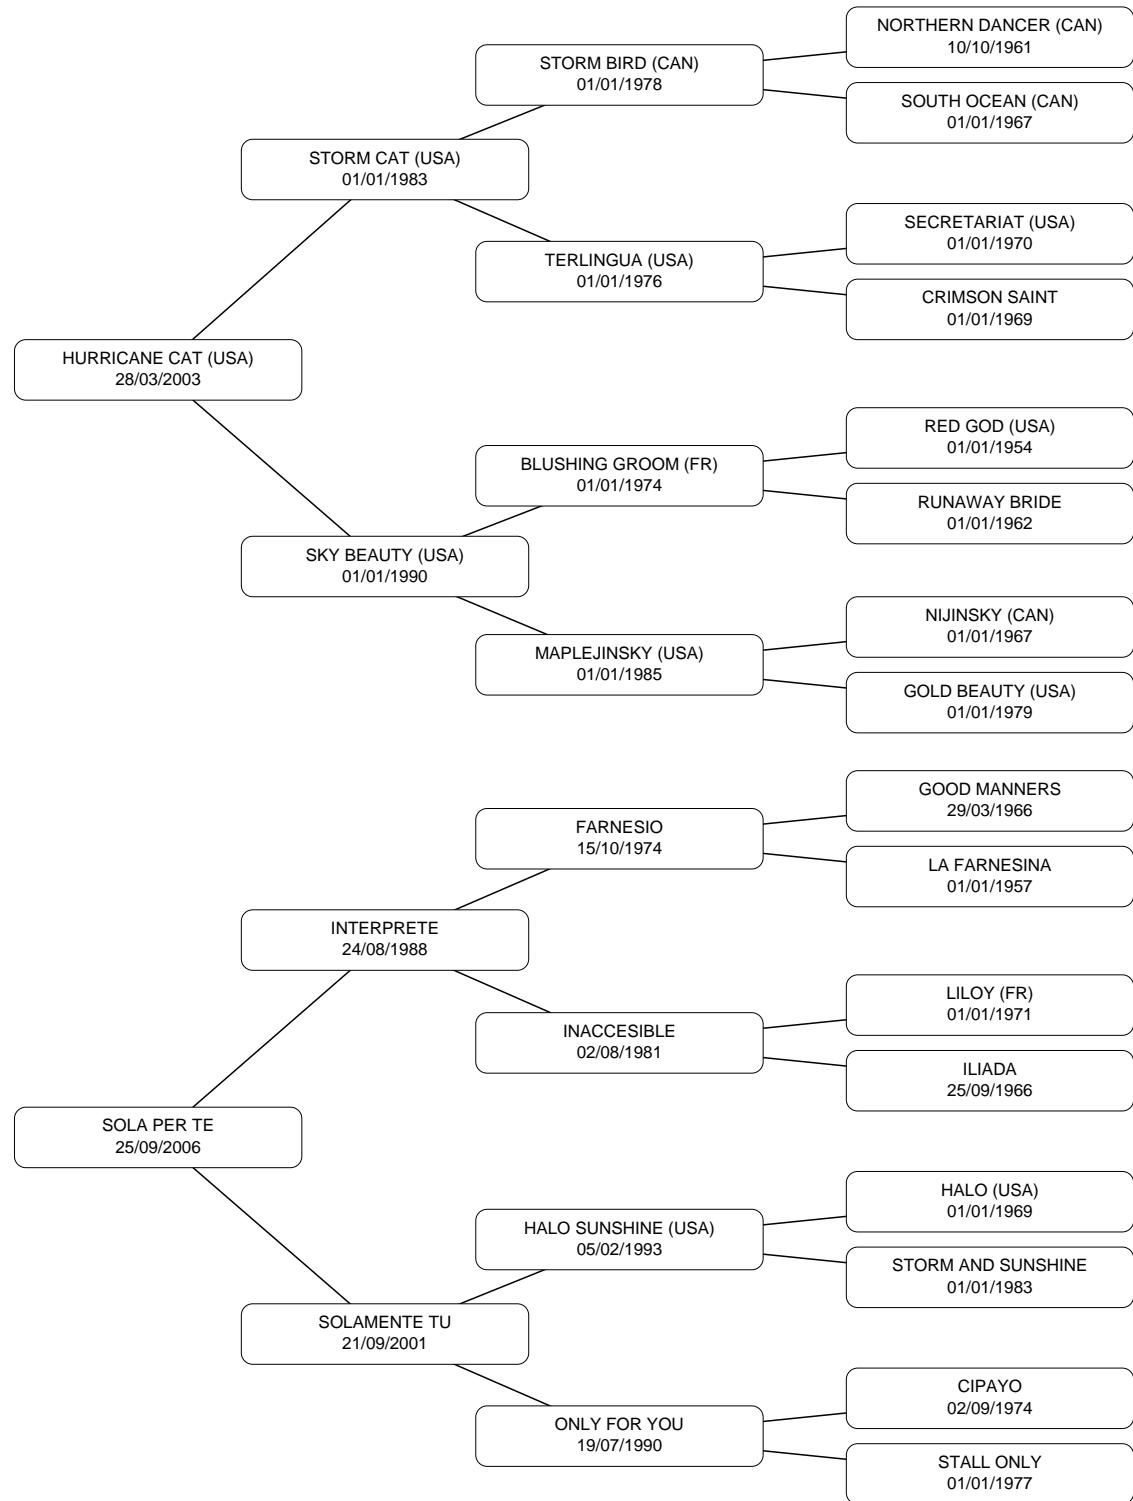 NORTHERN DANCER (CAN)
10/10/1961
STORM BIRD (CAN)
01/01/1978
SOUTH OCEAN (CAN)
01/01/1967
STORM CAT (USA)
01/01/1983
SECRETARIAT (USA)
01/01/1970
TERLINGUA (USA)
01/01/1976
CRIMSON SAINT
01/01/1969
HURRICANE CAT (USA)
28/03/2003
RED GOD (USA)
01/01/1954
BLUSHING GROOM (FR)
01/01/1974
RUNAWAY BRIDE
01/01/1962
SKY BEAUTY (USA)
01/01/1990
NIJINSKY (CAN)
01/01/1967
MAPLEJINSKY (USA)
01/01/1985
GOLD BEAUTY (USA)
01/01/1979
GOOD MANNERS
29/03/1966
FARNESIO
15/10/1974
LA FARNESINA
01/01/1957
INTERPRETE
24/08/1988
LILOY (FR)
01/01/1971
INACCESIBLE
02/08/1981
ILIADA
25/09/1966
SOLA PER TE
25/09/2006
HALO (USA)
01/01/1969
HALO SUNSHINE (USA)
05/02/1993
STORM AND SUNSHINE
01/01/1983
SOLAMENTE TU
21/09/2001
CIPAYO
02/09/1974
ONLY FOR YOU
19/07/1990
STALL ONLY
01/01/1977